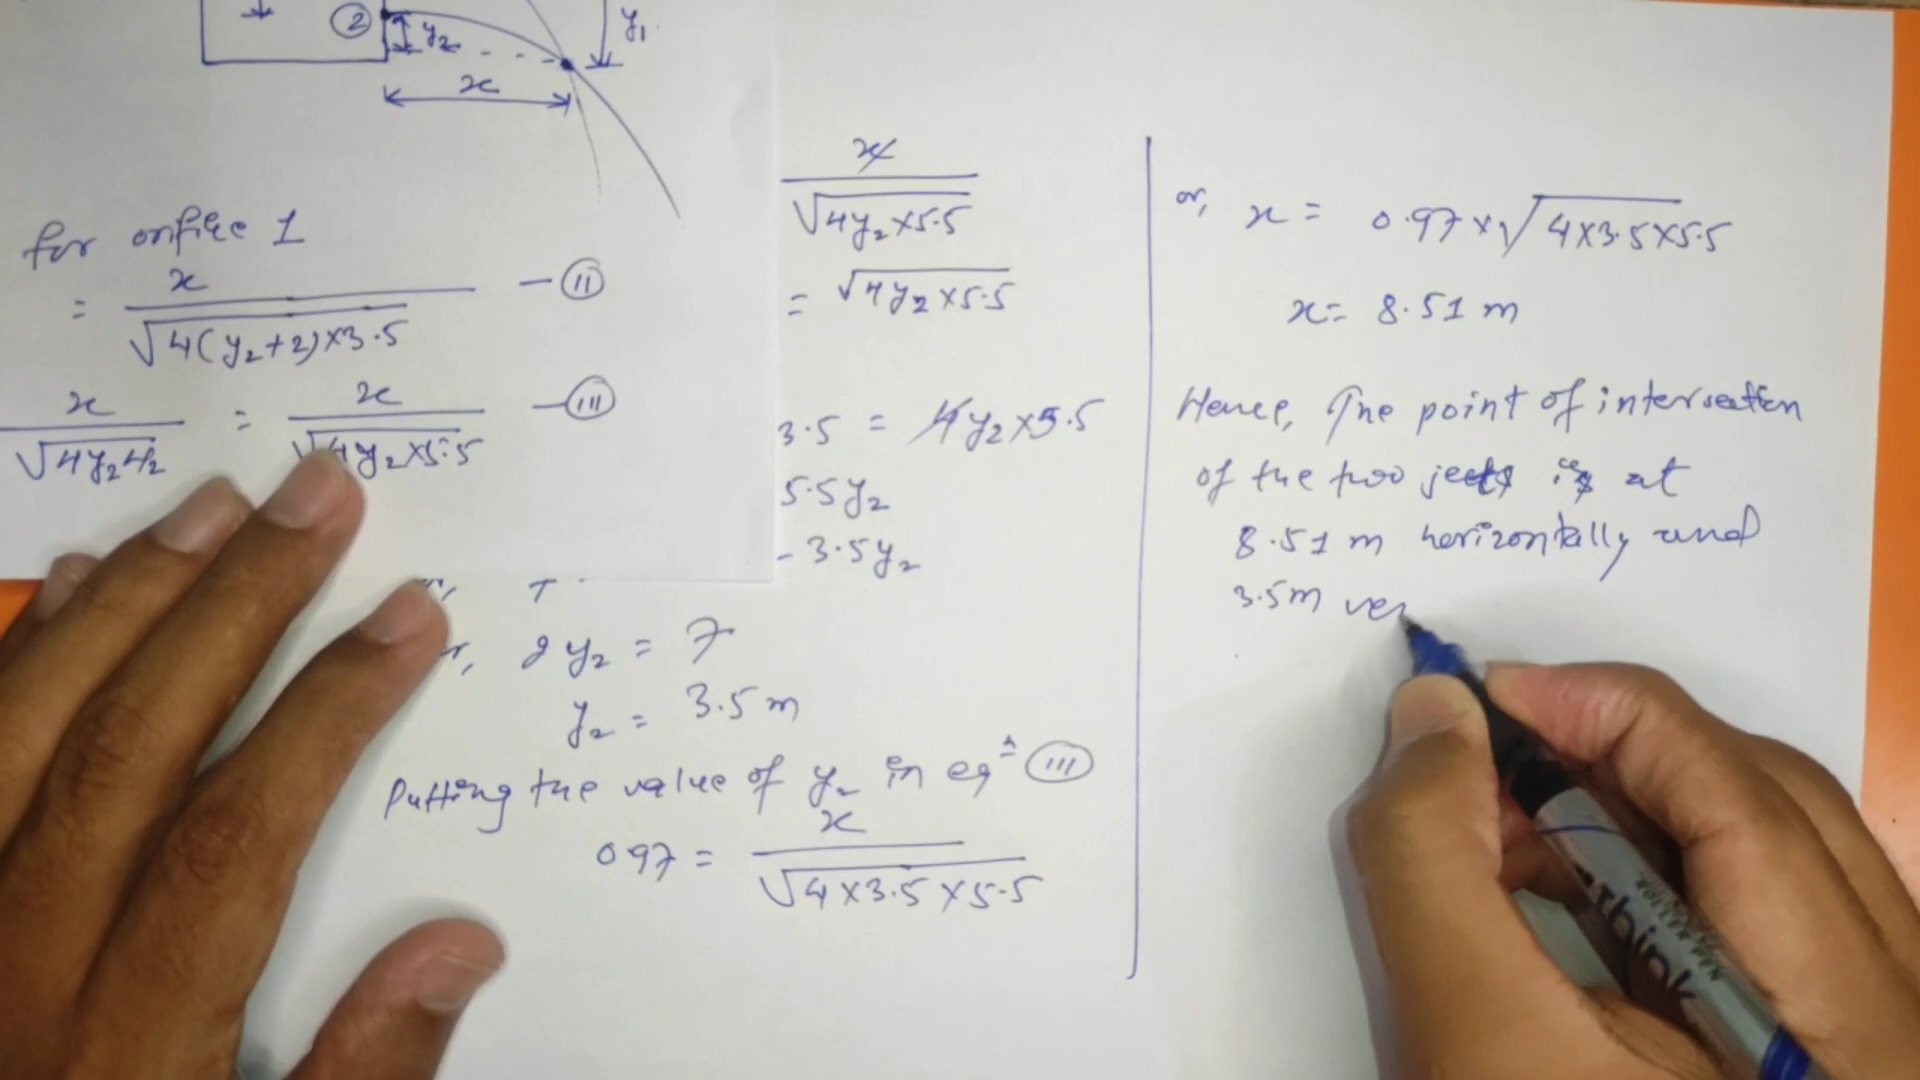 2
y₂
y₁
x
for orifice 1
= x / √4(y₂+2)×3.5 — (II)
x / √4y₂H₂ = x / √4y₂×5.5 — (III)
x / √4y₂×5.5
= √4y₂×5.5
3.5 = 4y₂×5.5
5.5y₂
- 3.5y₂
2y₂ = 7
y₂ = 3.5 m
Putting the value of y₂ in eqⁿ (III)
0.97 = x / √4×3.5×5.5
or, x = 0.97×√4×3.5×5.5
x = 8.51 m
Hence, The point of intersection
of the two jets is at
8.51 m horizontally and
3.5m ver
think
ROLLER PEN